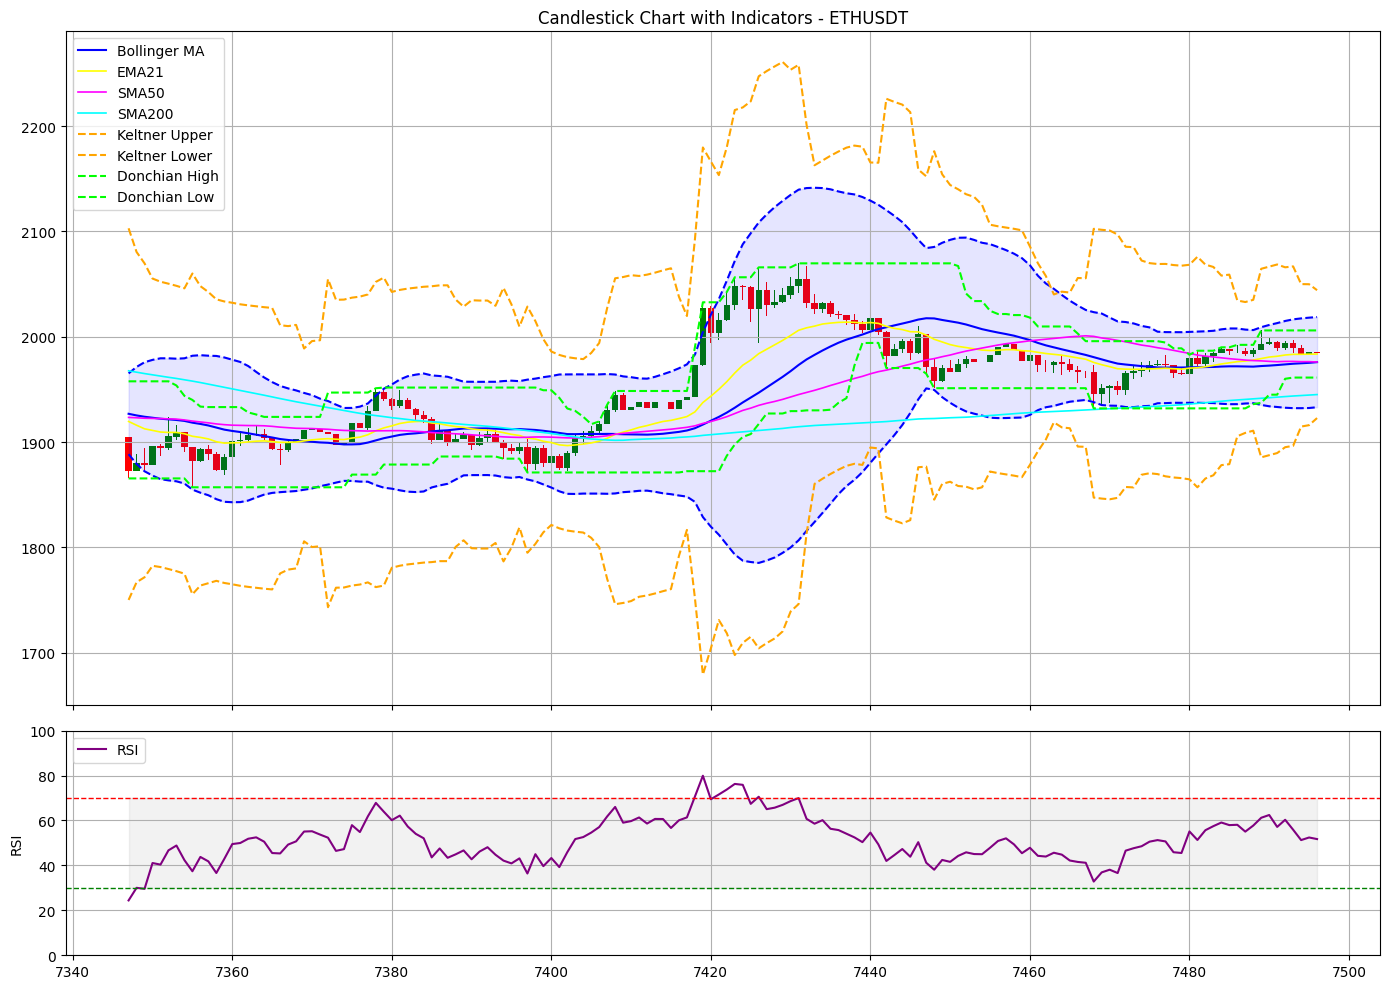 Candlestick Chart with Indicators - ETHUSDT
Bollinger MA
EMA21
SMA50
SMA200
Keltner Upper
Keltner Lower
Donchian High
Donchian Low
2200
2100
2000
1900
1800
1700
RSI
100
80
60
40
20
0
RSI
7340 7360 7380 7400 7420 7440 7460 7480 7500